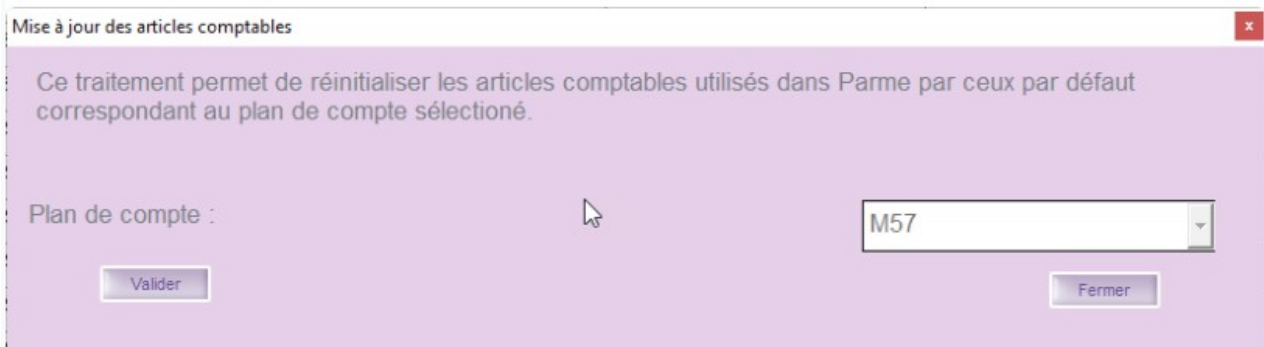 Mise à jour des articles comptables
x
Ce traitement permet de réinitialiser les articles comptables utilisés dans Parme par ceux par défaut
correspondant au plan de compte sélectioné.
Plan de compte :
M57
Valider
Fermer